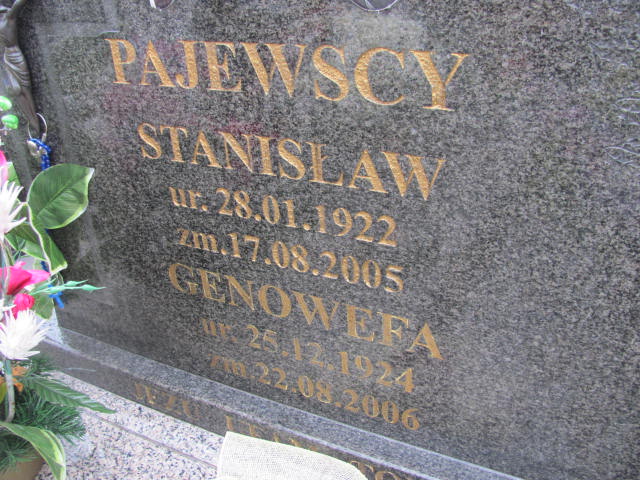 PAJEWSCY
STANISŁAW
ur. 28.01.1922
zm.17.08.2005
GENOWEFA
ur. 25.12.1924
zm.22.08.2006
JEZU